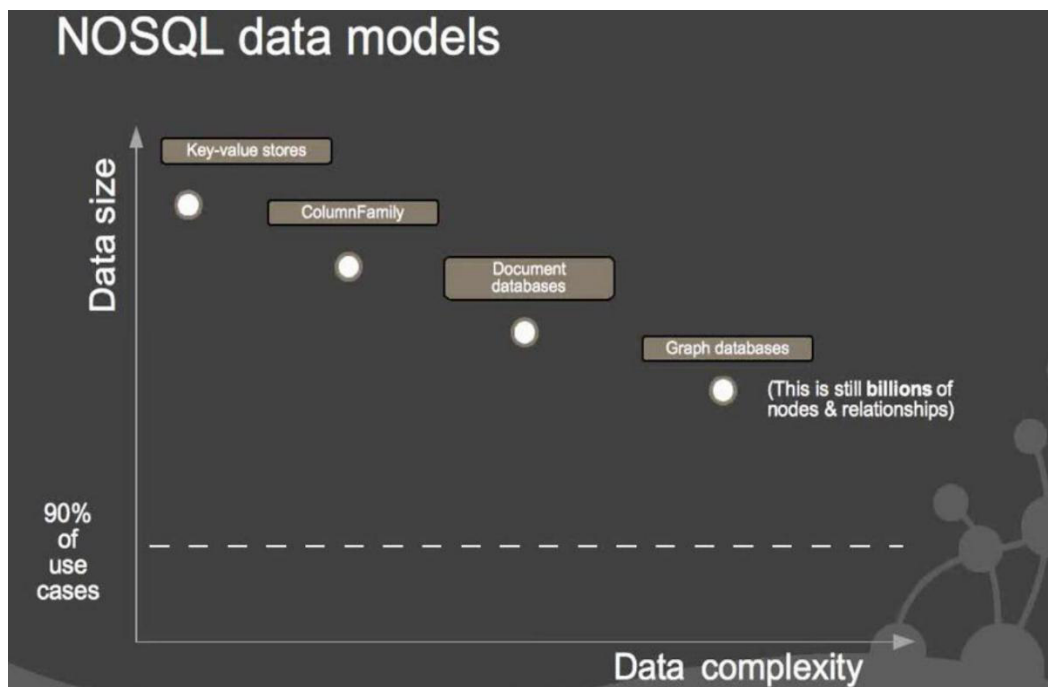 NOSQL data models
Data size
Key-value stores
ColumnFamily
Document
databases
Graph databases
(This is still billions of
nodes & relationships)
90%
of
use
cases
Data complexity